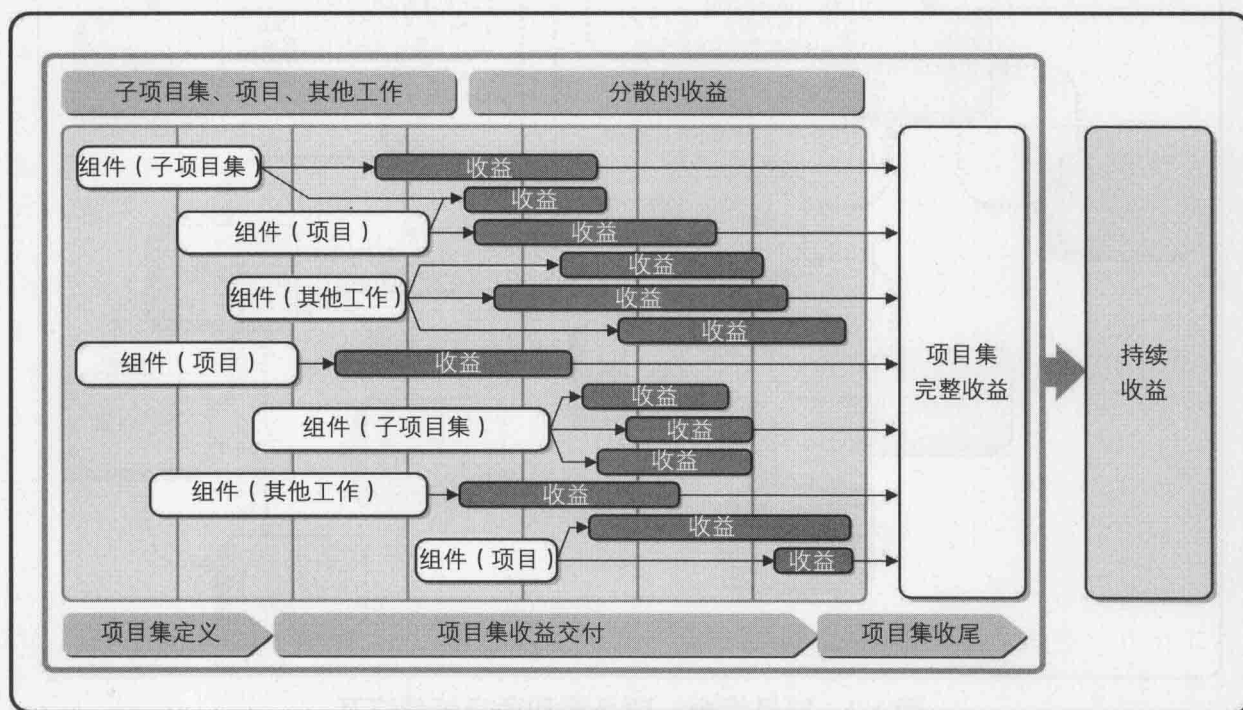 子项目集、项目、其他工作
分散的收益
组件（子项目集）
收益
收益
组件（项目）
收益
收益
组件（其他工作）
收益
收益
组件（项目）
收益
收益
组件（子项目集）
收益
收益
组件（其他工作）
收益
收益
组件（项目）
收益
项目集
完整收益
持续
收益
项目集定义
项目集收益交付
项目集收尾